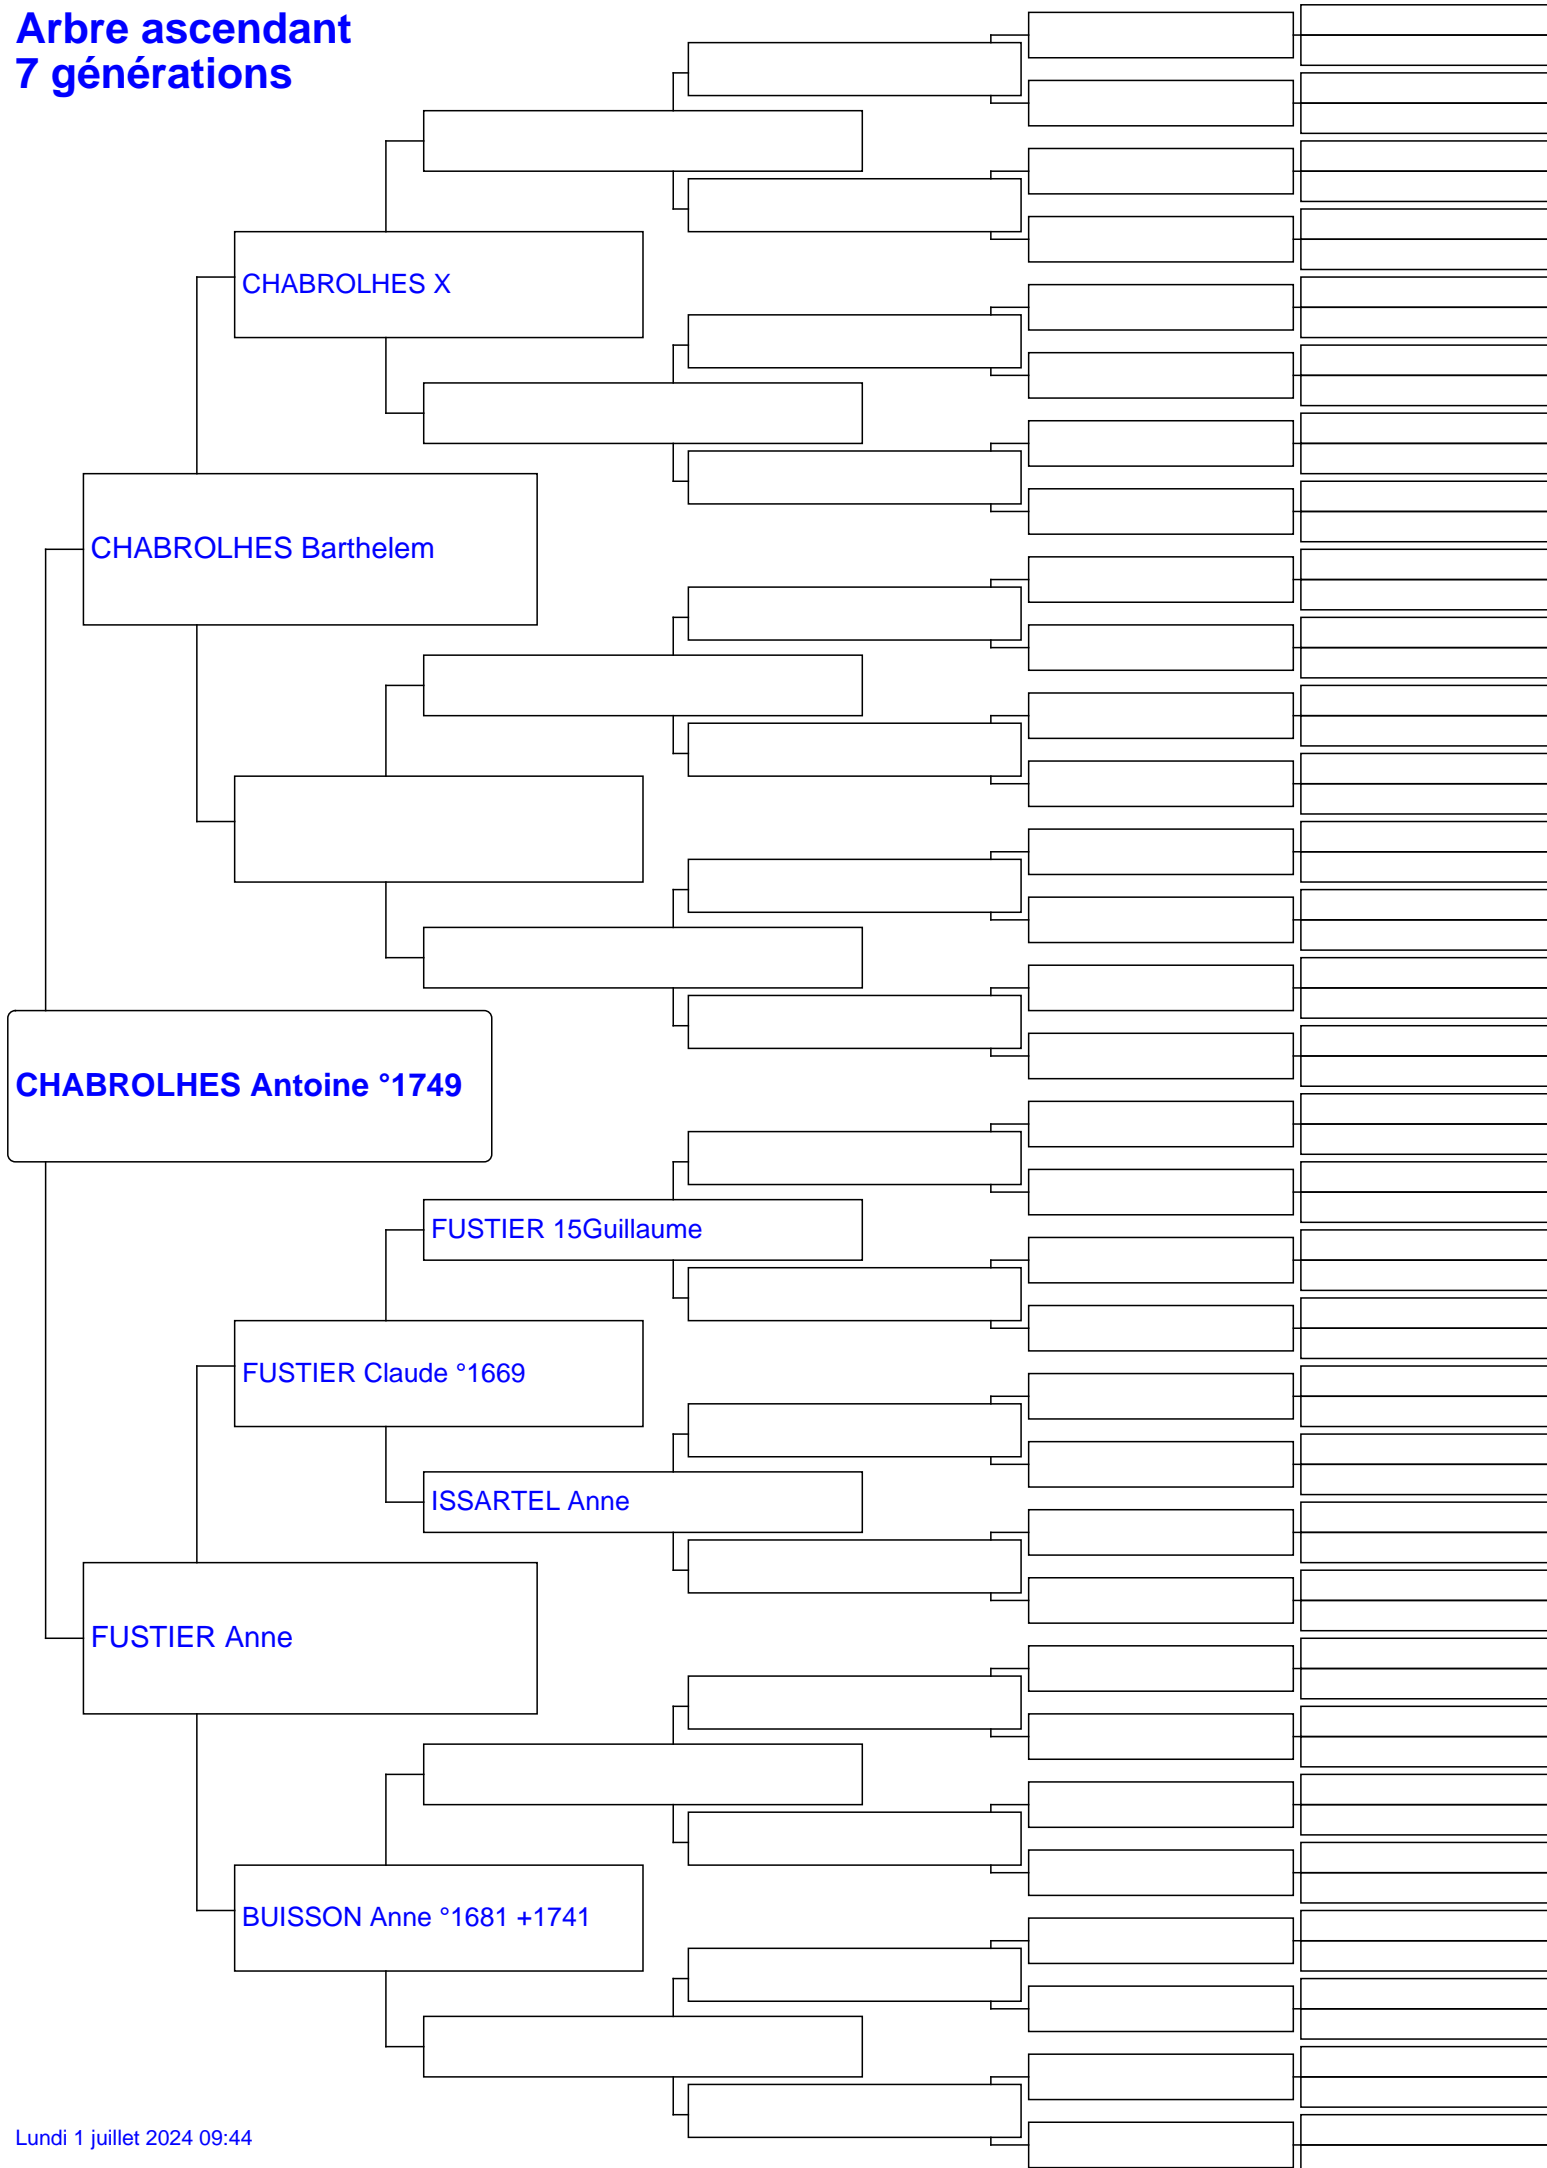 Arbre ascendant
7 générations
CHABROLHES X
CHABROLHES Barthelem
CHABROLHES Antoine °1749
FUSTIER 15Guillaume
FUSTIER Claude °1669
ISSARTEL Anne
FUSTIER Anne
BUISSON Anne °1681 +1741
Lundi 1 juillet 2024 09:44